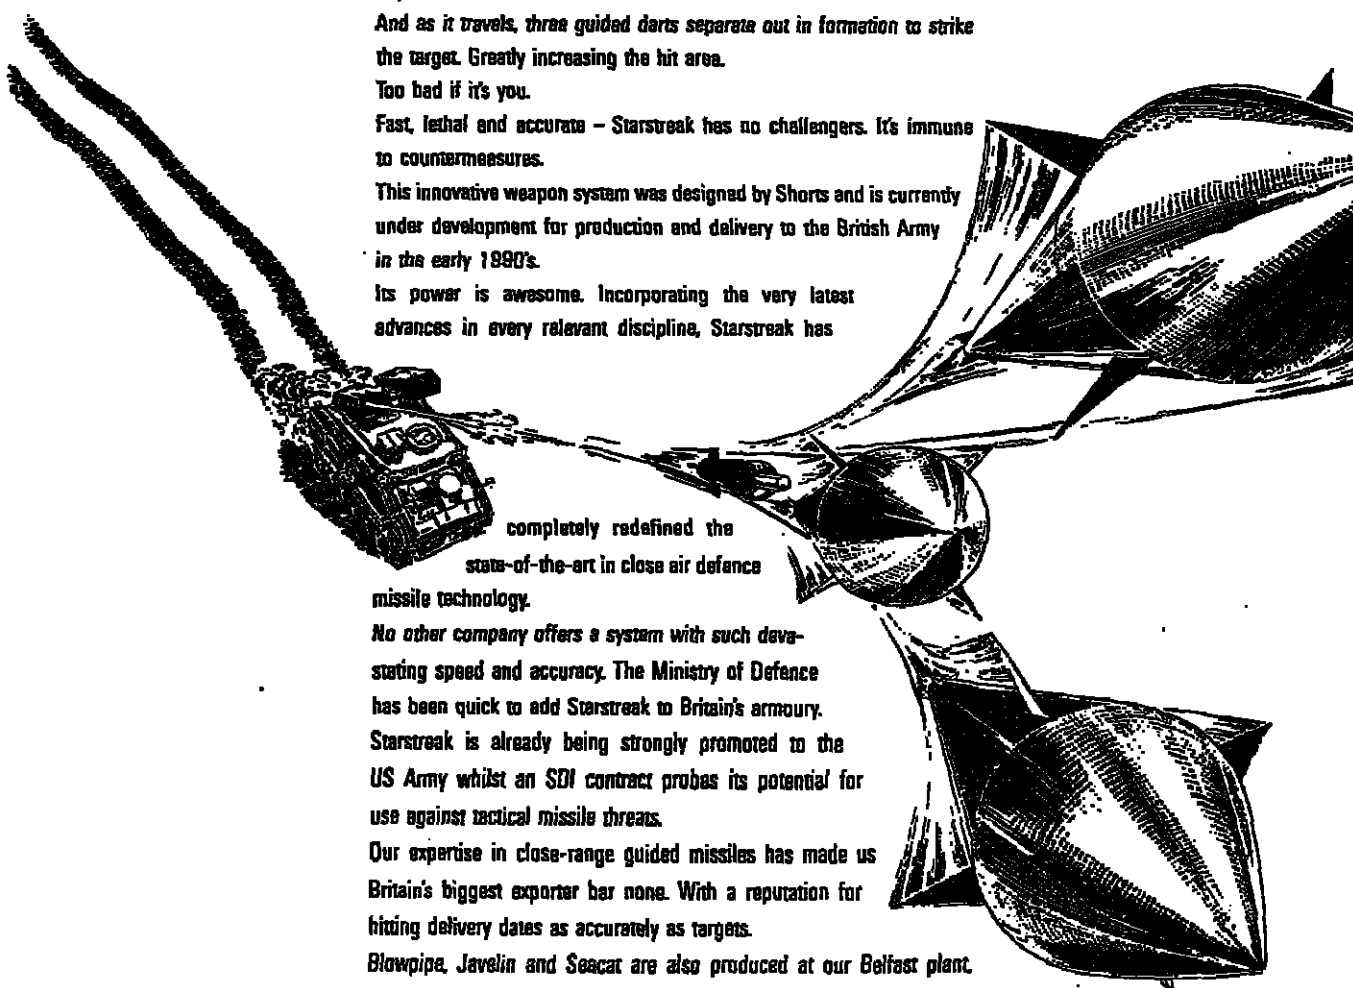 And as it travels, three guided darts separate out in formation to strike
the target. Greatly increasing the hit area.
Too bad if it's you.
Fast, lethal and accurate – Starstreak has no challengers. It's immune
to countermeasures.
This innovative weapon system was designed by Shorts and is currently
under development for production and delivery to the British Army
in the early 1990's.
Its power is awesome. Incorporating the very latest
advances in every relevant discipline, Starstreak has
completely redefined the
state-of-the-art in close air defence
missile technology.
No other company offers a system with such deva-
stating speed and accuracy. The Ministry of Defence
has been quick to add Starstreak to Britain's armoury.
Starstreak is already being strongly promoted to the
US Army whilst an SDI contract probes its potential for
use against tactical missile threats.
Our expertise in close-range guided missiles has made us
Britain's biggest exporter bar none. With a reputation for
hitting delivery dates as accurately as targets.
Blowpipe, Javelin and Seacat are also produced at our Belfast plant.